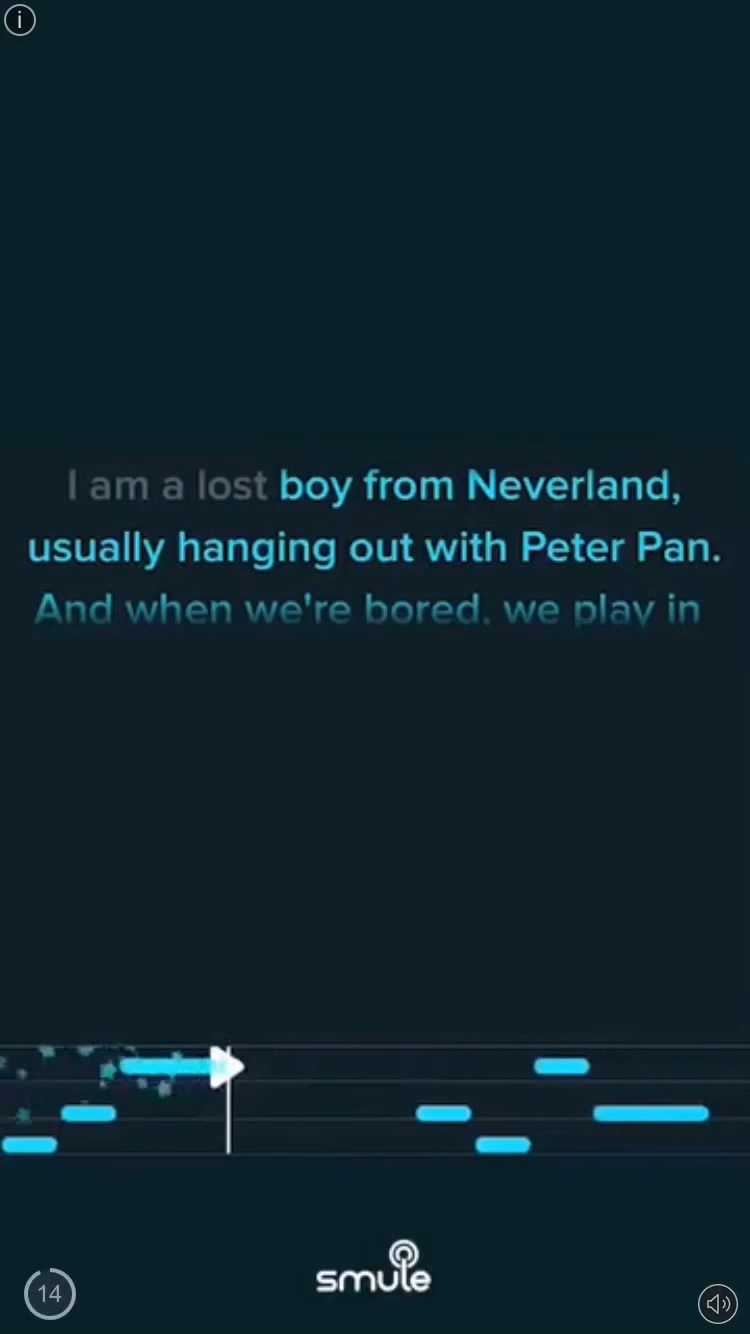 i
I am a lost boy from Neverland,
usually hanging out with Peter Pan.
And when we're bored, we play in
smule
14